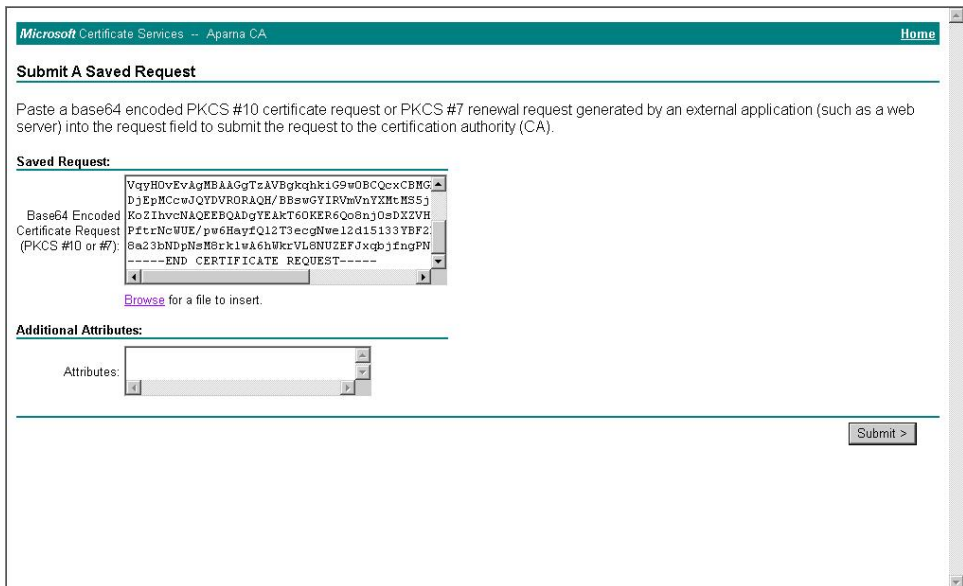 Microsoft Certificate Services -- Aparna CA
Home
Submit A Saved Request
Paste a base64 encoded PKCS #10 certificate request or PKCS #7 renewal request generated by an external application (such as a web
server) into the request field to submit the request to the certification authority (CA).
Saved Request:
Base64 Encoded
Certificate Request
(PKCS #10 or #7):
VqyHOvEvAgMBAAGgTzAVBgkqhkiG9w0BCQcxCBMG
DjEpMCcwJQYDVR0RAQH/BBswGYIRVmVnYXMtMS5j
KoZIhvcNAQEEBQADgYEAkT60KER6Qo8nj0sDXZVH
PftrNcWUE/pw6HayfQl2T3ecgNwel2d15133YBF2
8a23bNDpNsM8rklwA6hWkrVL8NUZEFJxqbjfngPN
-----END CERTIFICATE REQUEST-----
Browse for a file to insert.
Additional Attributes:
Attributes:
Submit >